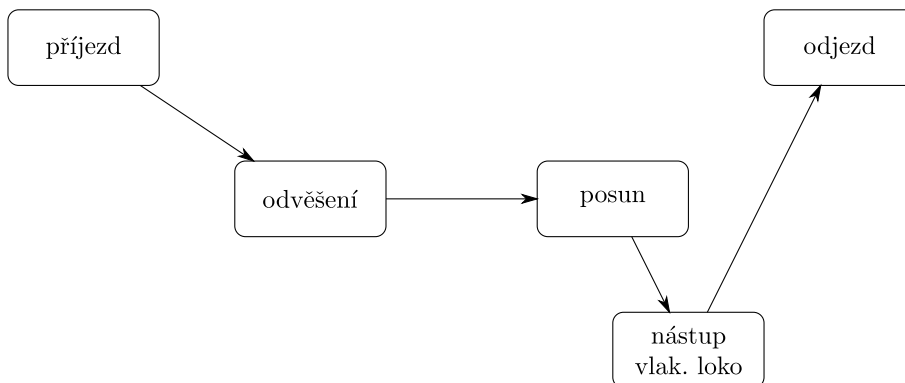 příjezd
odjezd
odvěšení
posun
nástup
vlak. loko